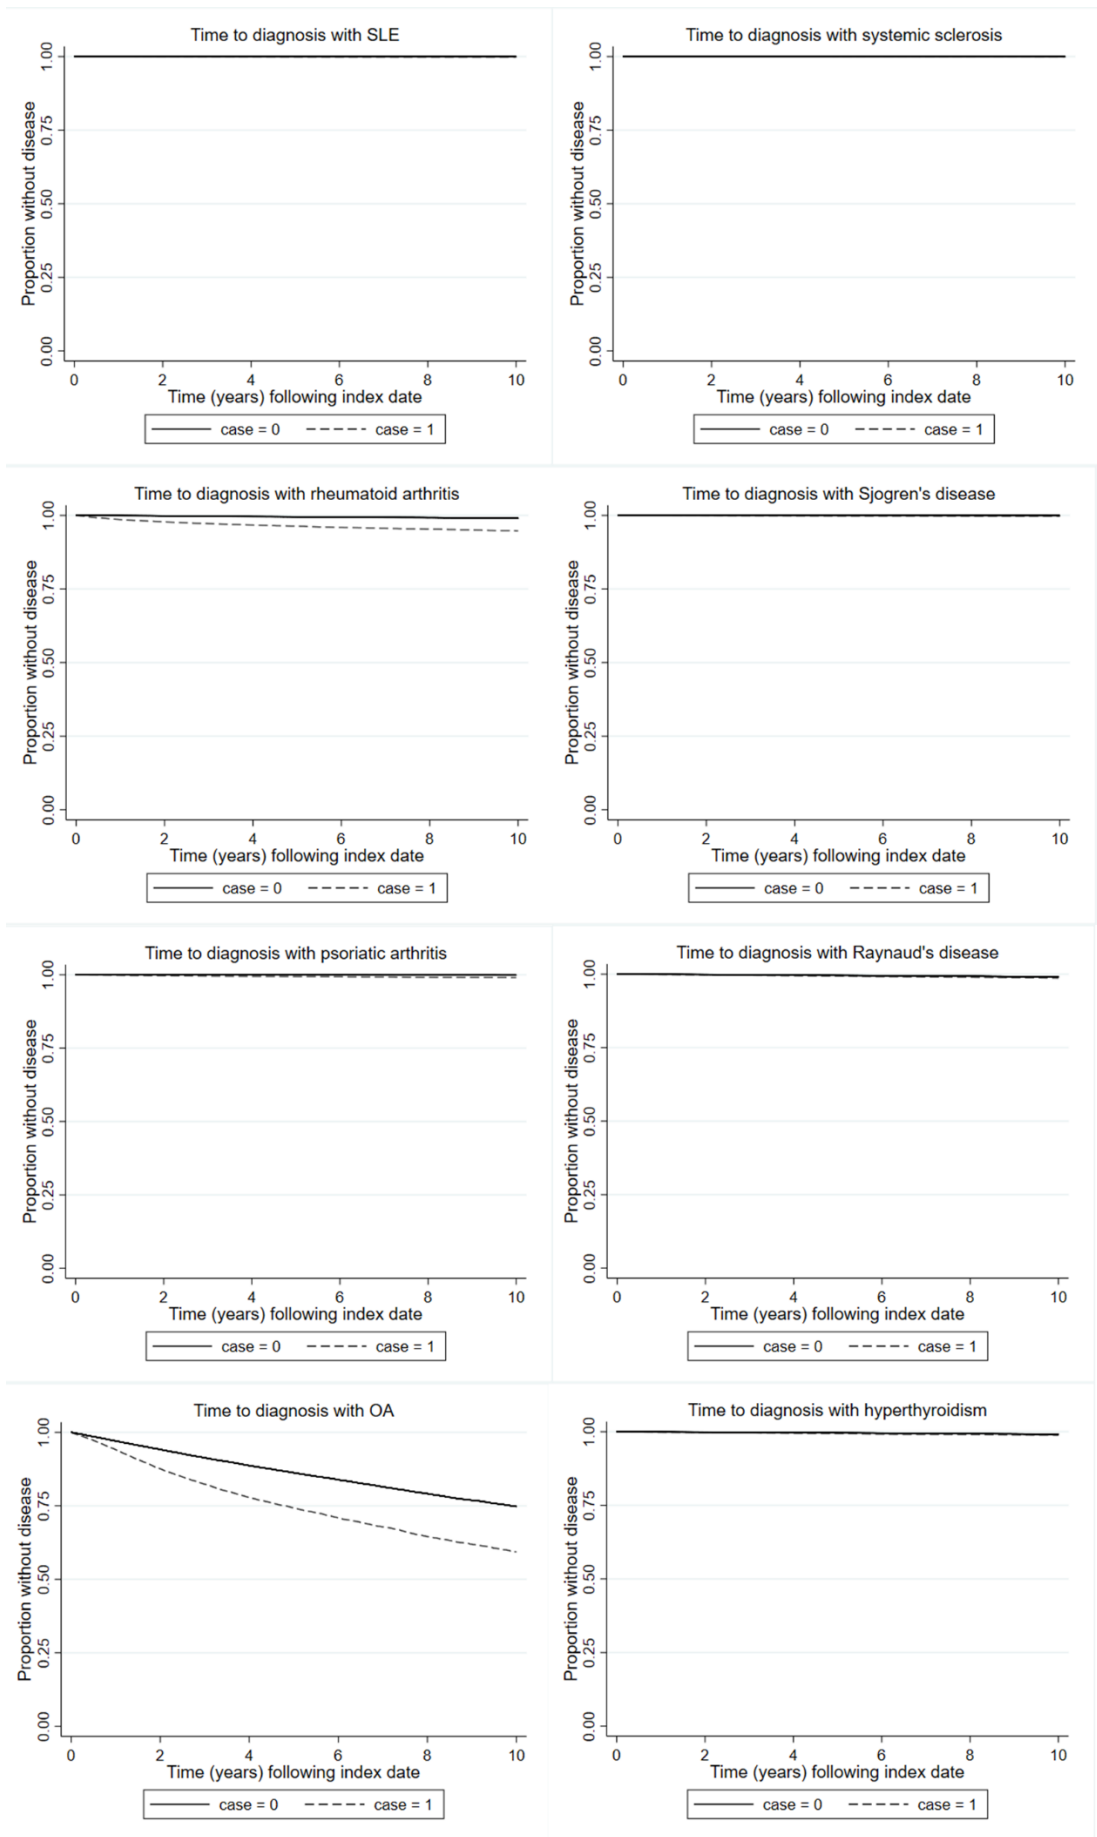 Time to diagnosis with SLE
Proportion without disease
1.00
0.75
0.50
0.25
0.00
0 2 4 6 8 10
Time (years) following index date
case = 0 case = 1
Time to diagnosis with systemic sclerosis
Proportion without disease
1.00
0.75
0.50
0.25
0.00
0 2 4 6 8 10
Time (years) following index date
case = 0 case = 1
Time to diagnosis with rheumatoid arthritis
Proportion without disease
1.00
0.75
0.50
0.25
0.00
0 2 4 6 8 10
Time (years) following index date
case = 0 case = 1
Time to diagnosis with Sjogren's disease
Proportion without disease
1.00
0.75
0.50
0.25
0.00
0 2 4 6 8 10
Time (years) following index date
case = 0 case = 1
Time to diagnosis with psoriatic arthritis
Proportion without disease
1.00
0.75
0.50
0.25
0.00
0 2 4 6 8 10
Time (years) following index date
case = 0 case = 1
Time to diagnosis with Raynaud's disease
Proportion without disease
1.00
0.75
0.50
0.25
0.00
0 2 4 6 8 10
Time (years) following index date
case = 0 case = 1
Time to diagnosis with OA
Proportion without disease
1.00
0.75
0.50
0.25
0.00
0 2 4 6 8 10
Time (years) following index date
case = 0 case = 1
Time to diagnosis with hyperthyroidism
Proportion without disease
1.00
0.75
0.50
0.25
0.00
0 2 4 6 8 10
Time (years) following index date
case = 0 case = 1